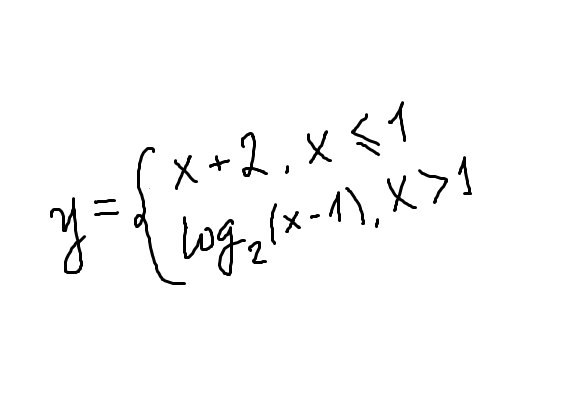 y = { x + 2, x ≤ 1
log₂(x - 1), x > 1